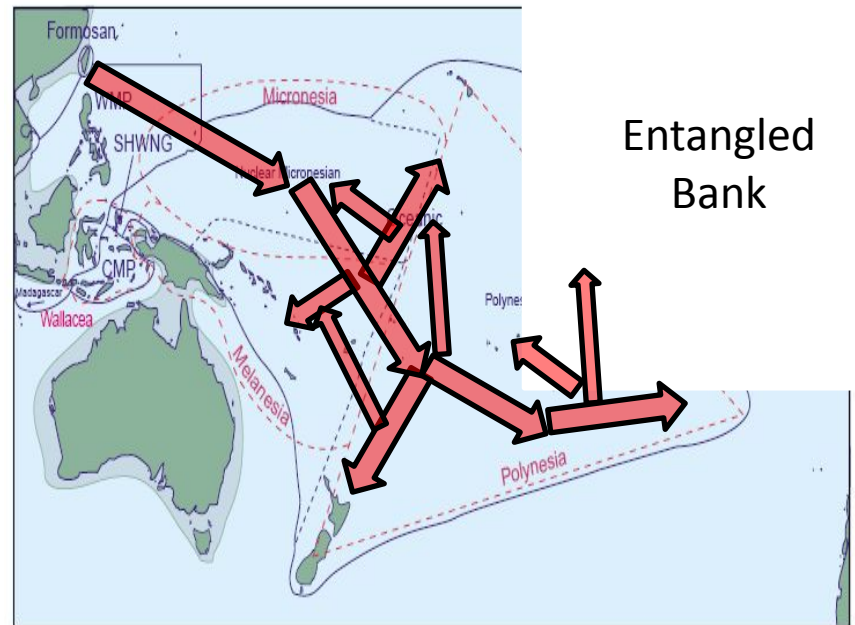 Formosan
WMP
Micronesia
SHWNG
Entangled
Bank
Nuclear Micronesian
Oceanic
CMP
Madagascar
Wallacea
Polynes
Melanesia
Polynesia